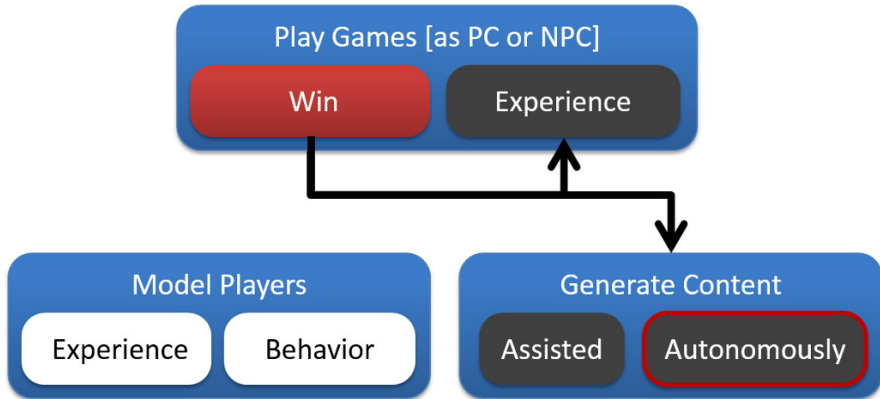 Play Games [as PC or NPC]
Win
Experience
Model Players
Experience
Behavior
Generate Content
Assisted
Autonomously